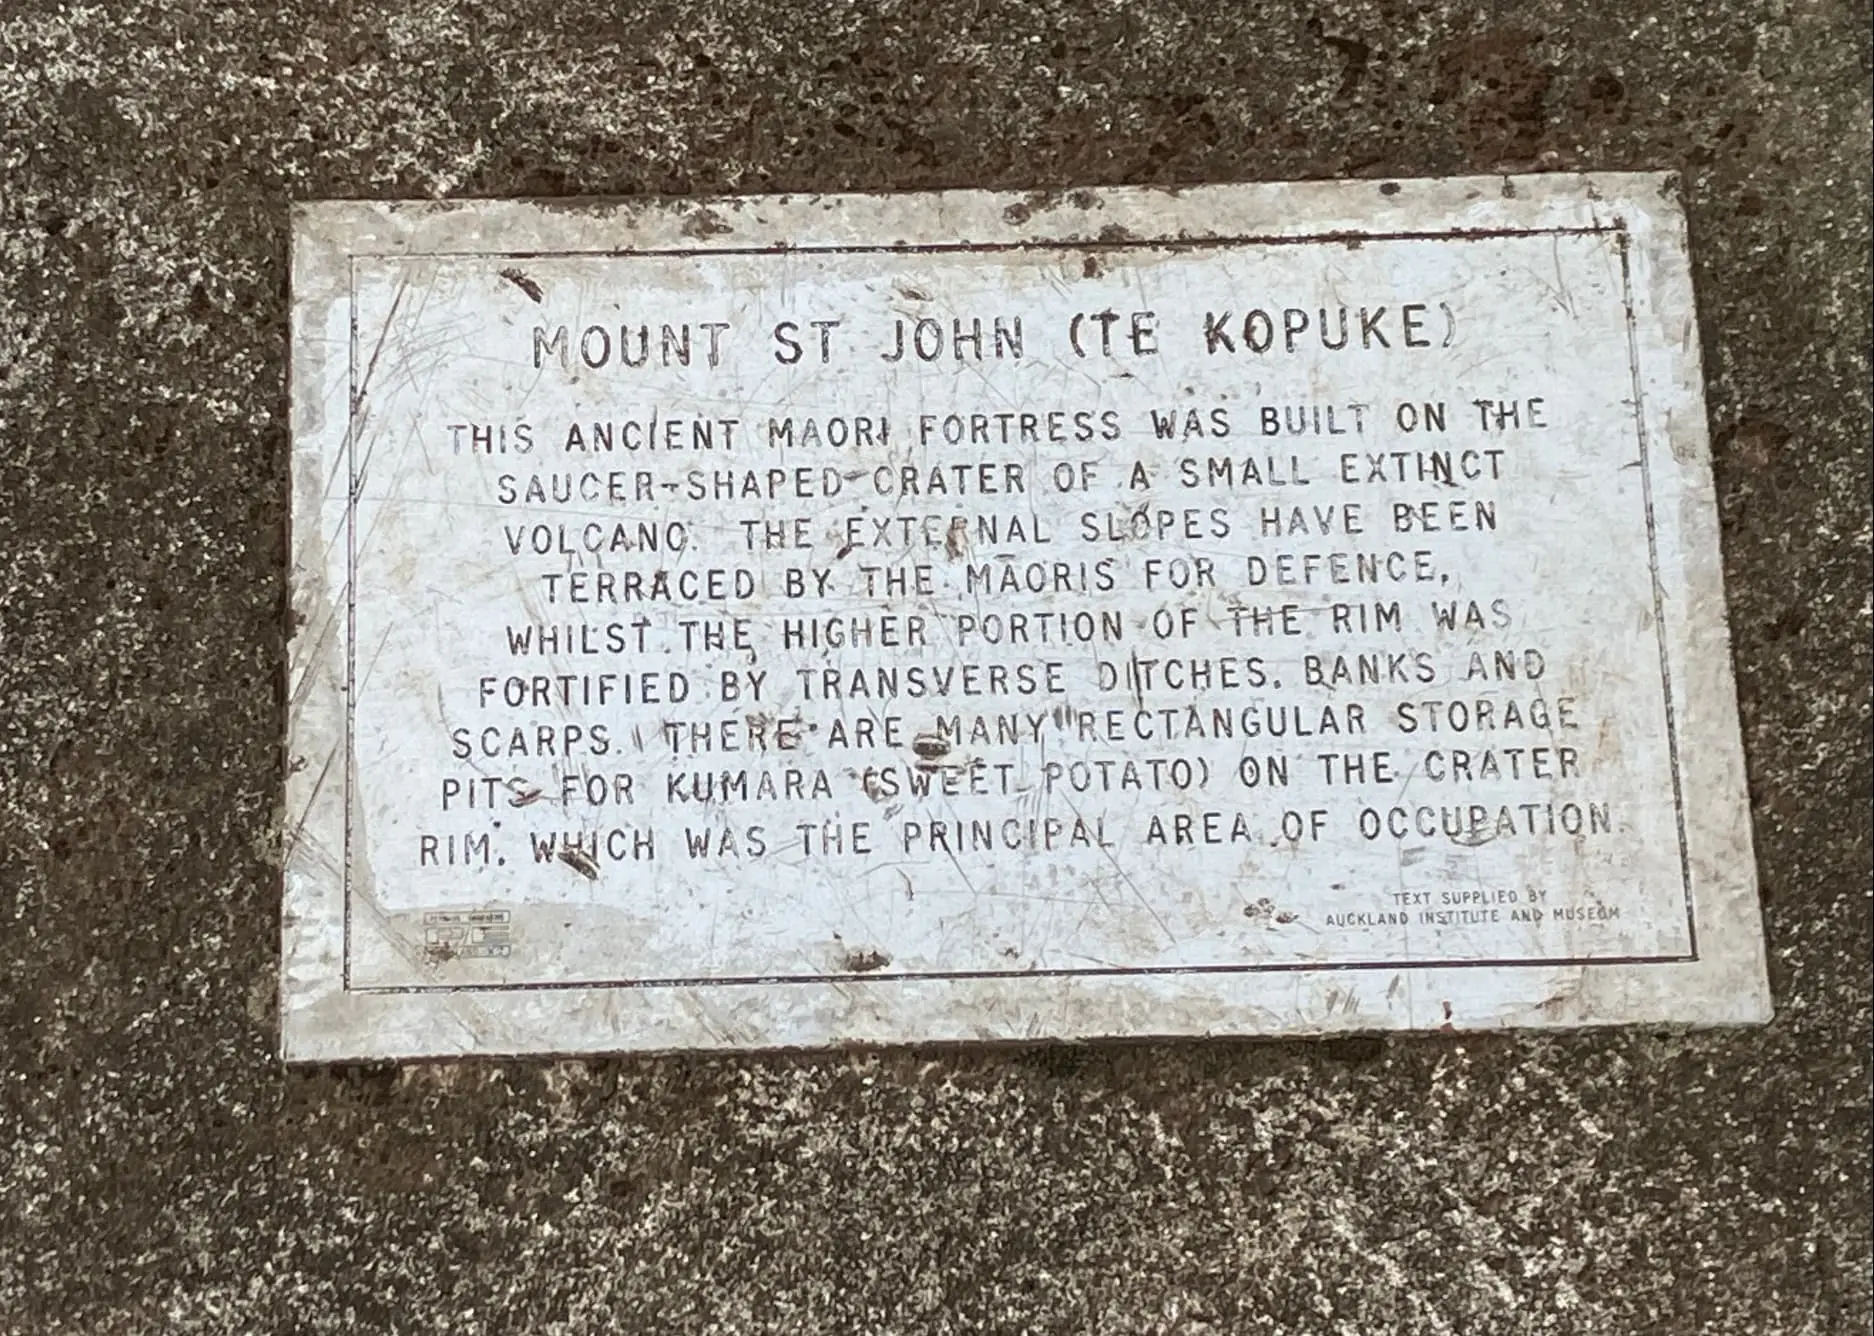 MOUNT ST JOHN (TE KOPUKE)
THIS ANCIENT MAORI FORTRESS WAS BUILT ON THE
SAUCER-SHAPED CRATER OF A SMALL EXTINCT
VOLCANO. THE EXTERNAL SLOPES HAVE BEEN
TERRACED BY THE MAORIS FOR DEFENCE,
WHILST THE HIGHER PORTION OF THE RIM WAS
FORTIFIED BY TRANSVERSE DITCHES, BANKS AND
SCARPS. THERE ARE MANY RECTANGULAR STORAGE
PITS FOR KUMARA (SWEET POTATO) ON THE CRATER
RIM, WHICH WAS THE PRINCIPAL AREA OF OCCUPATION.
TEXT SUPPLIED BY
AUCKLAND INSTITUTE AND MUSEUM